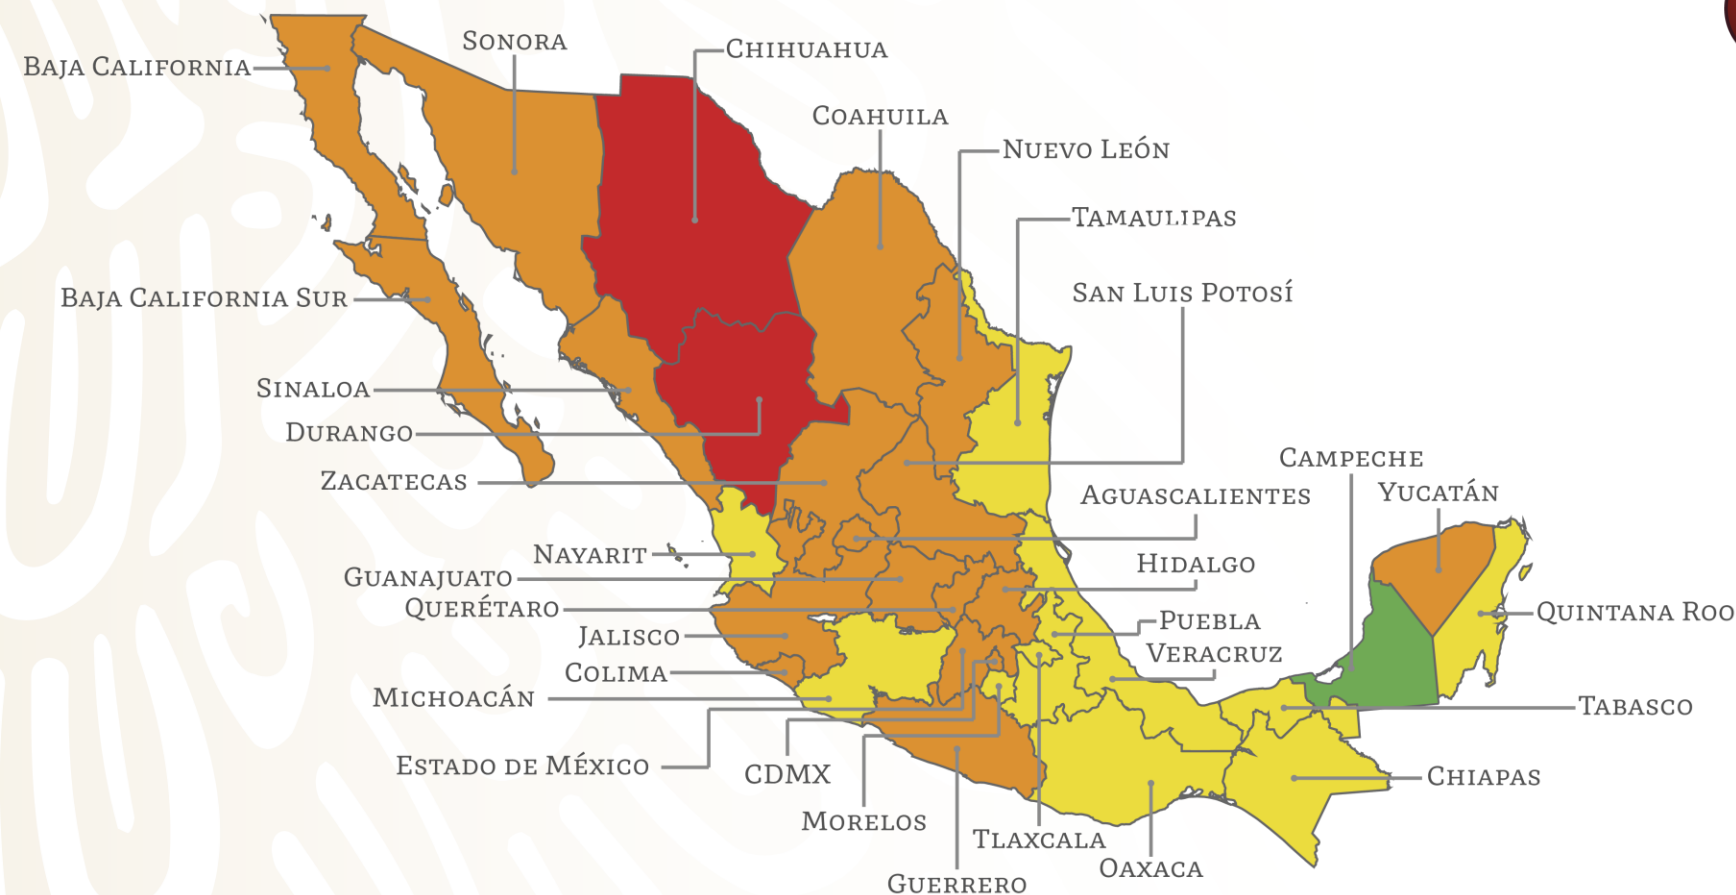 Sonora
Chihuahua
Baja California
Coahuila
Nuevo León
Tamaulipas
San Luis Potosí
Baja California Sur
Sinaloa
Durango
Campeche
Zacatecas
Yucatán
Aguascalientes
Nayarit
Hidalgo
Guanajuato
Querétaro
Quintana Roo
Puebla
Jalisco
Veracruz
Colima
Michoacán
Tabasco
Estado de México
CDMX
Chiapas
Morelos
Tlaxcala
Oaxaca
Guerrero